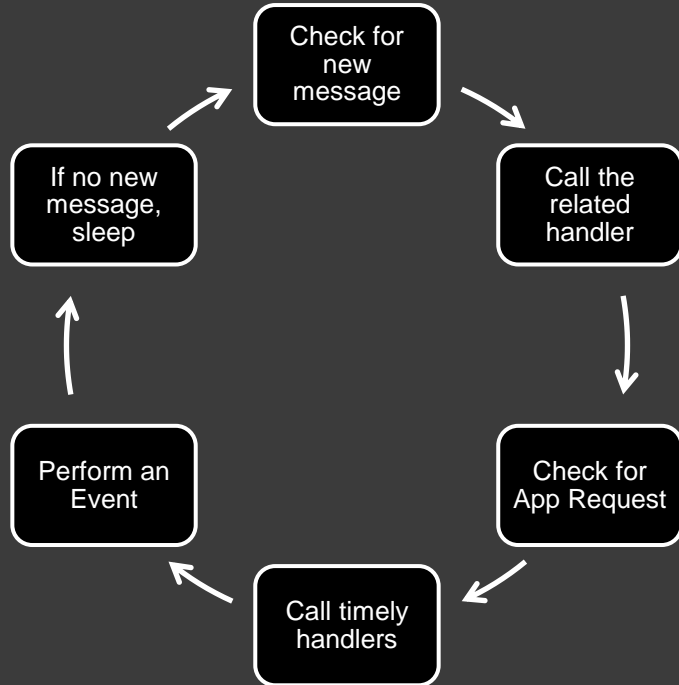 Check for
new
message
Call the
related
handler
Check for
App Request
Call timely
handlers
Perform an
Event
If no new
message,
sleep